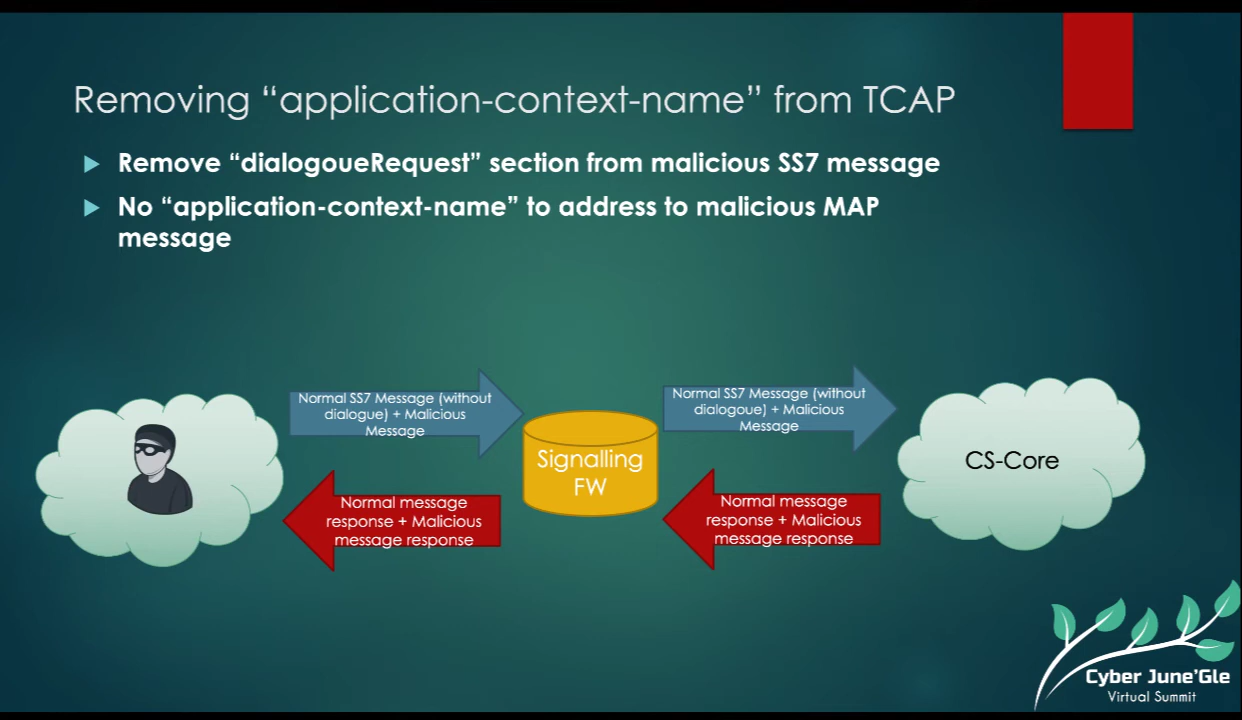 Removing “application-context-name” from TCAP
Remove “dialogoueRequest” section from malicious SS7 message
No “application-context-name” to address to malicious MAP
message
Normal SS7 Message (without
dialogue) + Malicious
Message
Normal SS7 Message (without
dialogoue) + Malicious
Message
Signalling
FW
CS-Core
Normal message
response + Malicious
message response
Normal message
response + Malicious
message response
Cyber June’Gle
Virtual Summit